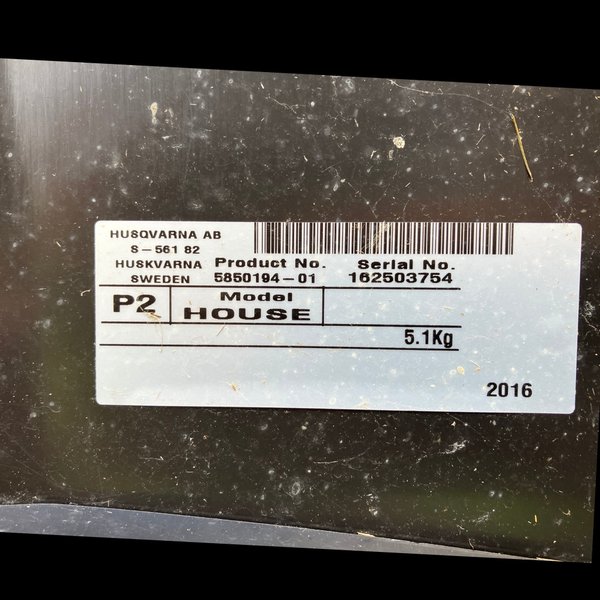 HUSQVARNA AB
S-561 82
HUSKVARNA Product No. Serial No.
SWEDEN 5850194-01 162503754
P2 Model
HOUSE
5.1Kg
2016